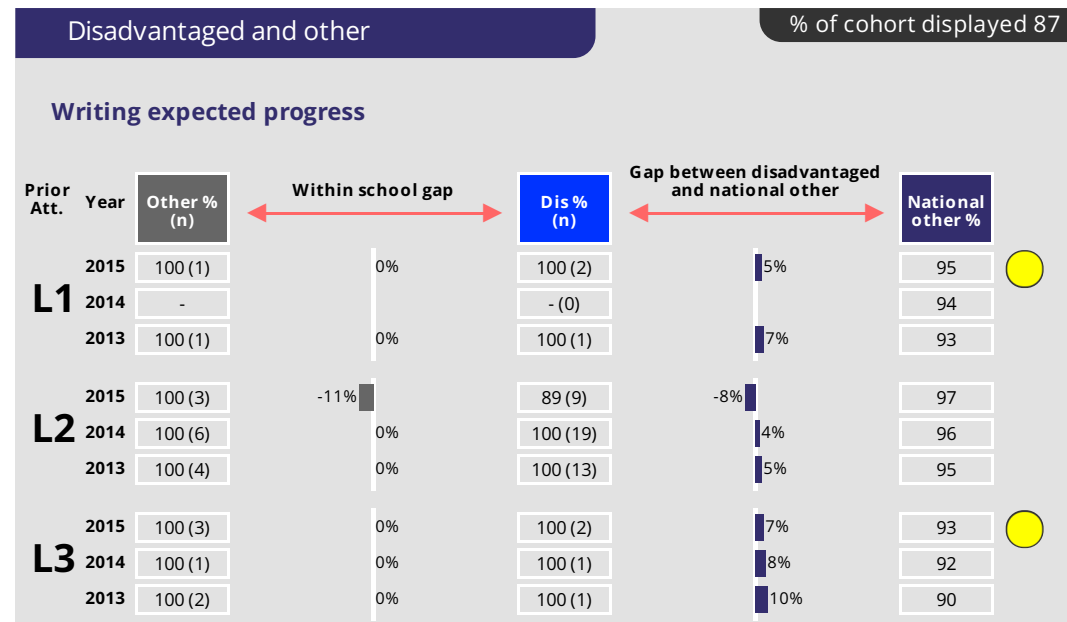 Disadvantaged and other
% of cohort displayed 87
Writing expected progress
Prior Att. Year Other % (n) Within school gap Dis % (n) Gap between disadvantaged and national other National other %
L1
2015 100 (1) 0% 100 (2) 5% 95
2014 - - (0) 94
2013 100 (1) 0% 100 (1) 7% 93
L2
2015 100 (3) -11% 89 (9) -8% 97
2014 100 (6) 0% 100 (19) 4% 96
2013 100 (4) 0% 100 (13) 5% 95
L3
2015 100 (3) 0% 100 (2) 7% 93
2014 100 (1) 0% 100 (1) 8% 92
2013 100 (2) 0% 100 (1) 10% 90